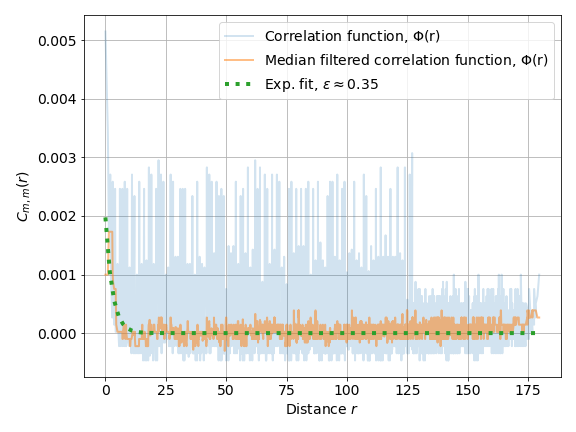 Correlation function, Φ(r)
Median filtered correlation function, Φ(r)
Exp. fit, ε ≈ 0.35
0.005
0.004
0.003
0.002
0.001
0.000
C_{m,m}(r)
0 25 50 75 100 125 150 175
Distance r